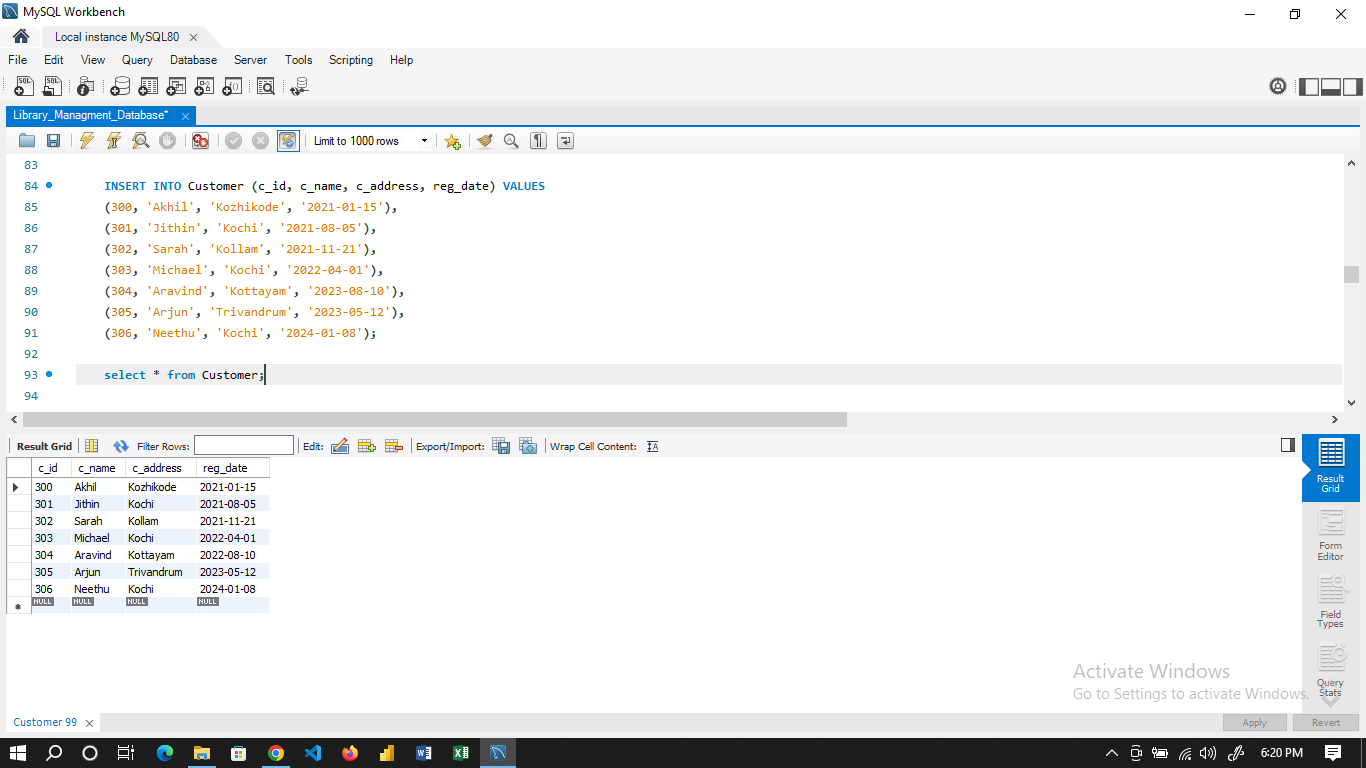 MySQL Workbench
Local instance MySQL80
File Edit View Query Database Server Tools Scripting Help
Library_Managment_Database*
Limit to 1000 rows
83
84 INSERT INTO Customer (c_id, c_name, c_address, reg_date) VALUES
85 (300, 'Akhil', 'Kozhikode', '2021-01-15'),
86 (301, 'Jithin', 'Kochi', '2021-08-05'),
87 (302, 'Sarah', 'Kollam', '2021-11-21'),
88 (303, 'Michael', 'Kochi', '2022-04-01'),
89 (304, 'Aravind', 'Kottayam', '2023-08-10'),
90 (305, 'Arjun', 'Trivandrum', '2023-05-12'),
91 (306, 'Neethu', 'Kochi', '2024-01-08');
92
93 select * from Customer;
94
Result Grid Filter Rows: Edit: Export/Import: Wrap Cell Content:
c_id c_name c_address reg_date
300 Akhil Kozhikode 2021-01-15
301 Jithin Kochi 2021-08-05
302 Sarah Kollam 2021-11-21
303 Michael Kochi 2022-04-01
304 Aravind Kottayam 2022-08-10
305 Arjun Trivandrum 2023-05-12
306 Neethu Kochi 2024-01-08
NULL NULL NULL NULL
Result
Grid
Form
Editor
Field
Types
Query
Stats
Activate Windows
Go to Settings to activate Windows.
Customer 99
Apply Revert
6:20 PM